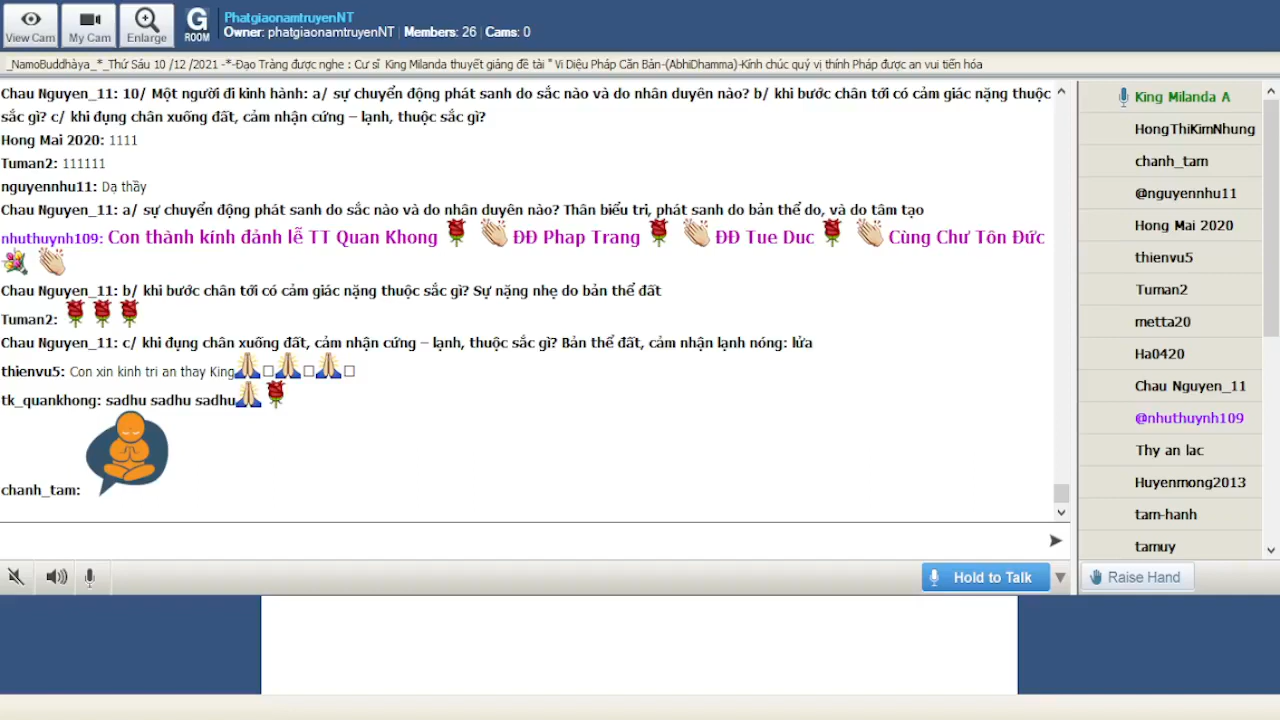 View Cam
My Cam
Enlarge
G
ROOM
PhatgiaonamtruyenNT
Owner: phatgiaonamtruyenNT | Members: 26 | Cams: 0
_NamoBuddhàya_*_Thứ Sáu 10 /12 /2021 -*-Đạo Tràng được nghe : Cư sĩ King Milanda thuyết giảng đề tài " Vi Diệu Pháp Căn Bản-(AbhiDhamma)-Kính chúc quý vị thính Pháp được an vui tiến hóa
Chau Nguyen_11: 10/ Một người đi kinh hành: a/ sự chuyển động phát sanh do sắc nào và do nhân duyên nào? b/ khi bước chân tới có cảm giác nặng thuộc
sắc gì? c/ khi đụng chân xuống đất, cảm nhận cứng – lạnh, thuộc sắc gì?
Hong Mai 2020: 1111
Tuman2: 111111
nguyennhu11: Dạ thầy
Chau Nguyen_11: a/ sự chuyển động phát sanh do sắc nào và do nhân duyên nào? Thân biểu tri, phát sanh do bản thể do, và do tâm tạo
nhuthuynh109: Con thành kính đảnh lễ TT Quan Khong 🌹 👏 ĐĐ Phap Trang 🌹 👏 ĐĐ Tue Duc 🌹 👏 Cùng Chư Tôn Đức
💐 👏
Chau Nguyen_11: b/ khi bước chân tới có cảm giác nặng thuộc sắc gì? Sự nặng nhẹ do bản thể đất
Tuman2: 🌹🌹🌹
Chau Nguyen_11: c/ khi đụng chân xuống đất, cảm nhận cứng – lạnh, thuộc sắc gì? Bản thể đất, cảm nhận lạnh nóng: lửa
thienvu5: Con xin kinh tri an thay King🙏□🙏□🙏□
tk_quankhong: sadhu sadhu sadhu🙏🌹
chanh_tam:
Hold to Talk
King Milanda A
HongThiKimNhung
chanh_tam
@nguyennhu11
Hong Mai 2020
thienvu5
Tuman2
metta20
Ha0420
Chau Nguyen_11
@nhuthuynh109
Thy an lac
Huyenmong2013
tam-hanh
tamuy
Raise Hand